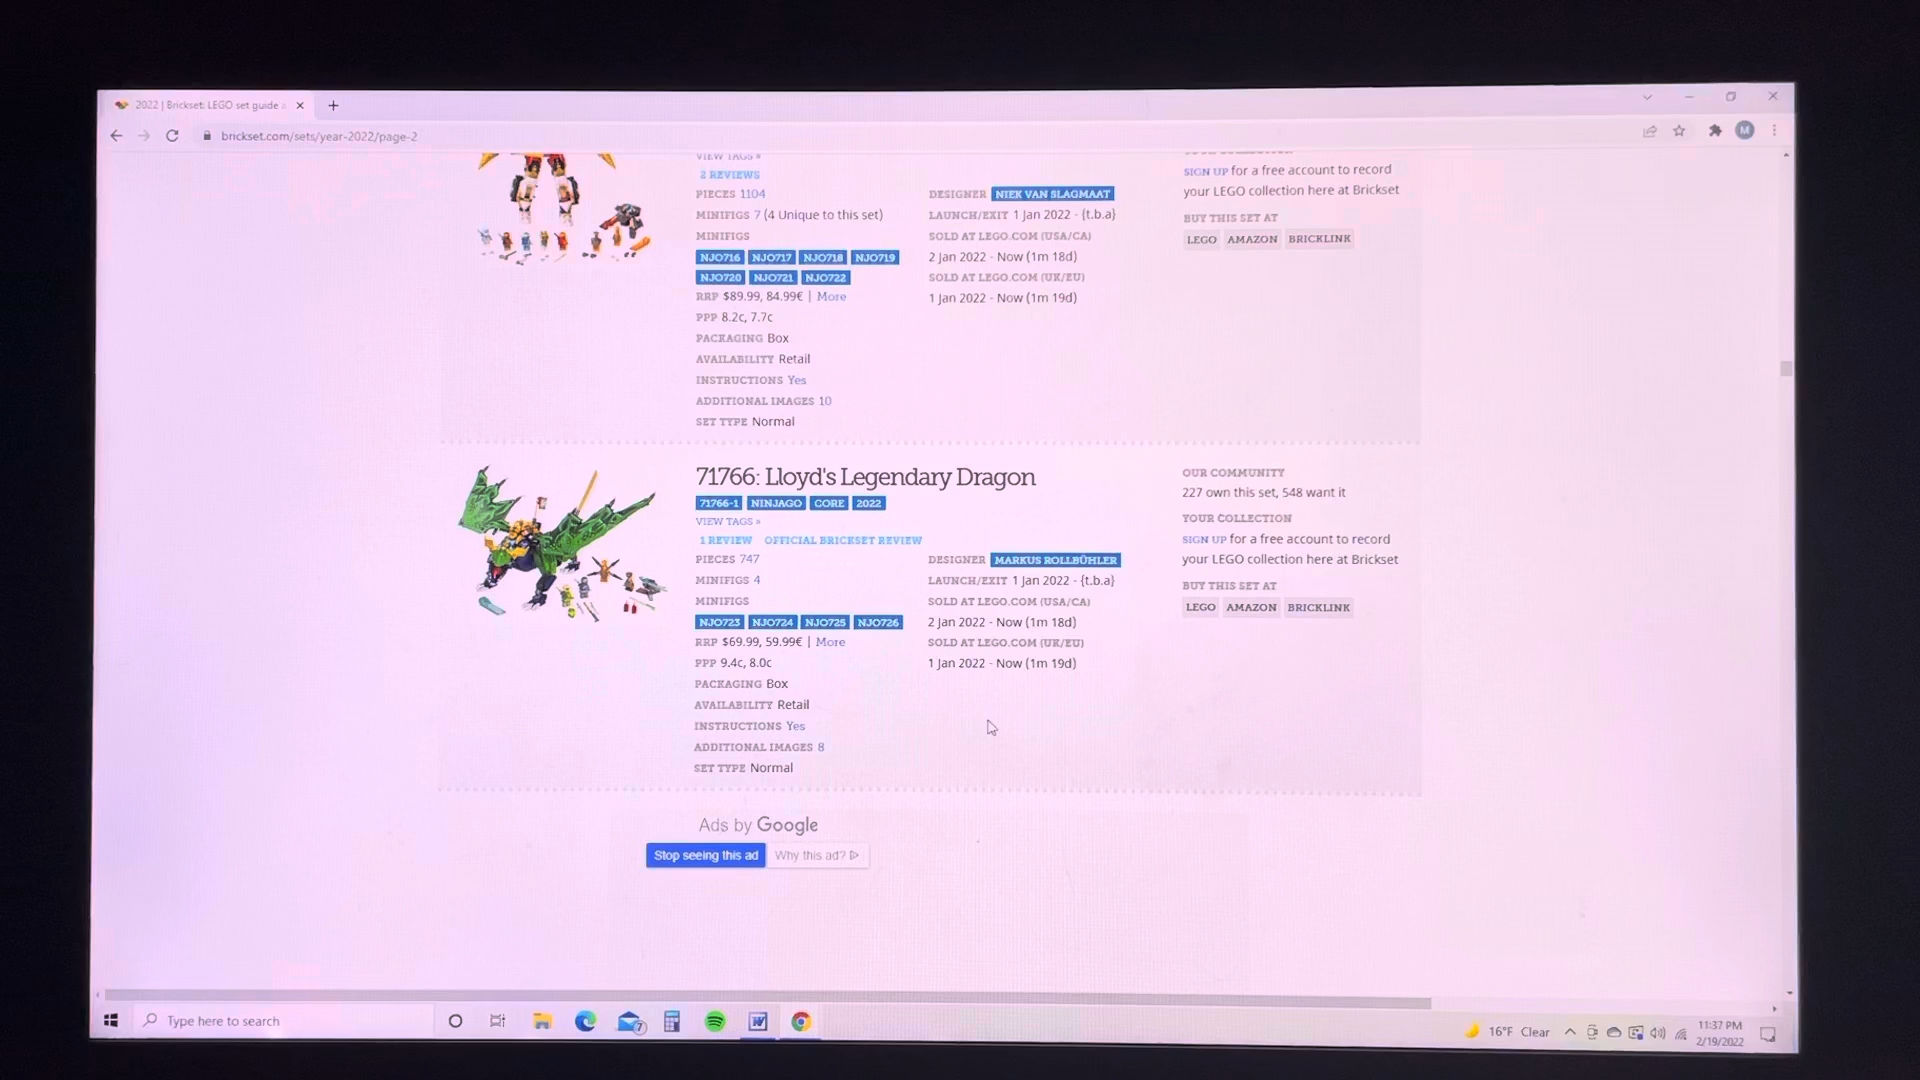 2022 | Brickset: LEGO set guide a
brickset.com/sets/year-2022/page-2
M
VIEW TAGS »
2 REVIEWS
PIECES 1104
MINIFIGS 7 (4 Unique to this set)
MINIFIGS
NJO716 NJO717 NJO718 NJO719
NJO720 NJO721 NJO722
RRP $89.99, 84.99€ | More
PPP 8.2c, 7.7c
PACKAGING Box
AVAILABILITY Retail
INSTRUCTIONS Yes
ADDITIONAL IMAGES 10
SET TYPE Normal
DESIGNER NIEK VAN SLAGMAAT
LAUNCH/EXIT 1 Jan 2022 - {t.b.a}
SOLD AT LEGO.COM (USA/CA)
2 Jan 2022 - Now (1m 18d)
SOLD AT LEGO.COM (UK/EU)
1 Jan 2022 - Now (1m 19d)
SIGN UP for a free account to record
your LEGO collection here at Brickset
BUY THIS SET AT
LEGO AMAZON BRICKLINK
71766: Lloyd's Legendary Dragon
71766-1 NINJAGO CORE 2022
VIEW TAGS »
1 REVIEW OFFICIAL BRICKSET REVIEW
PIECES 747
MINIFIGS 4
MINIFIGS
NJO723 NJO724 NJO725 NJO726
RRP $69.99, 59.99€ | More
PPP 9.4c, 8.0c
PACKAGING Box
AVAILABILITY Retail
INSTRUCTIONS Yes
ADDITIONAL IMAGES 8
SET TYPE Normal
DESIGNER MARKUS ROLLBÜHLER
LAUNCH/EXIT 1 Jan 2022 - {t.b.a}
SOLD AT LEGO.COM (USA/CA)
2 Jan 2022 - Now (1m 18d)
SOLD AT LEGO.COM (UK/EU)
1 Jan 2022 - Now (1m 19d)
OUR COMMUNITY
227 own this set, 548 want it
YOUR COLLECTION
SIGN UP for a free account to record
your LEGO collection here at Brickset
BUY THIS SET AT
LEGO AMAZON BRICKLINK
Ads by Google
Stop seeing this ad Why this ad?
Type here to search
7
16°F Clear
11:37 PM
2/19/2022